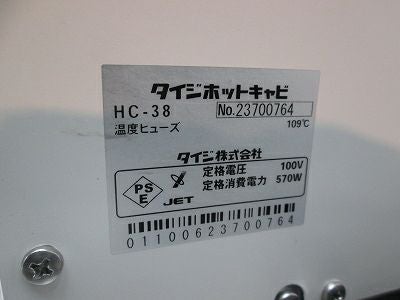 タイジホットキャビ
HC-38 No.23700764
温度ヒューズ 109℃
タイジ株式会社
PS E JET 定格電圧 100V
定格消費電力 570W
01100623700764